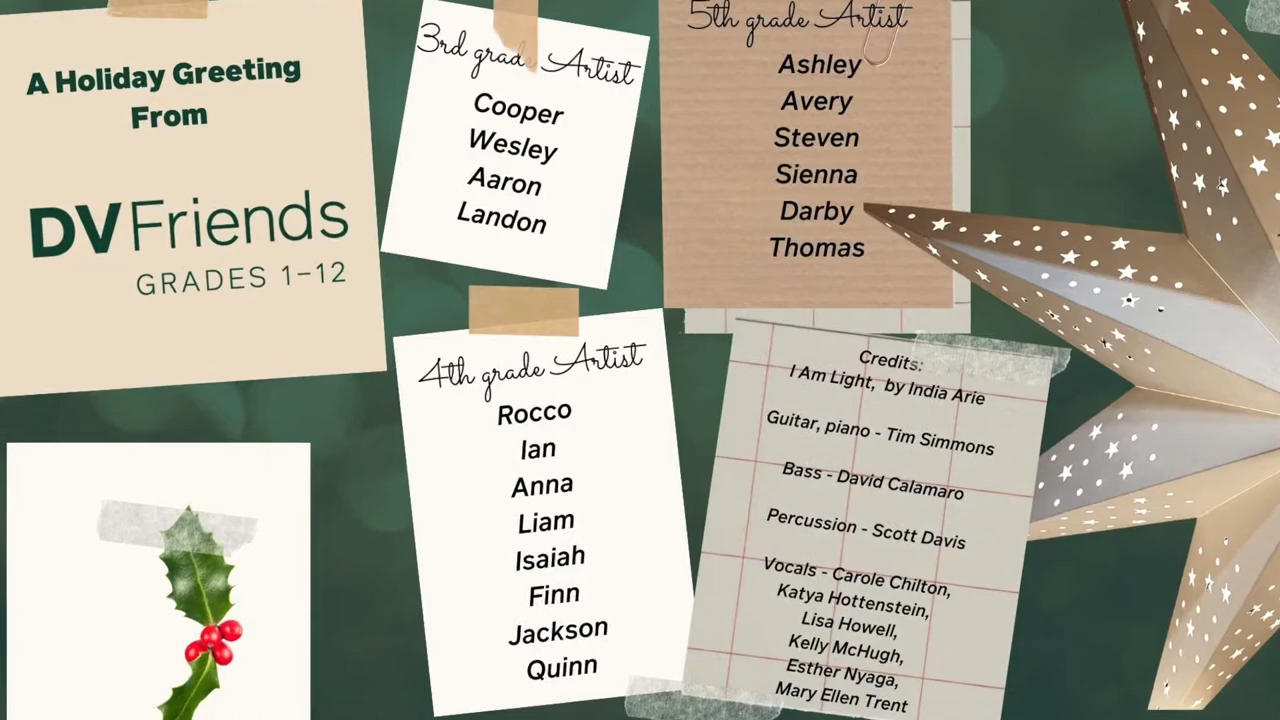 A Holiday Greeting
From
DVFriends
GRADES 1–12
3rd grade Artist
Cooper
Wesley
Aaron
Landon
5th grade Artist
Ashley
Avery
Steven
Sienna
Darby
Thomas
4th grade Artist
Rocco
Ian
Anna
Liam
Isaiah
Finn
Jackson
Quinn
Credits:
I Am Light, by India Arie
Guitar, piano - Tim Simmons
Bass - David Calamaro
Percussion - Scott Davis
Vocals - Carole Chilton,
Katya Hottenstein,
Lisa Howell,
Kelly McHugh,
Esther Nyaga,
Mary Ellen Trent